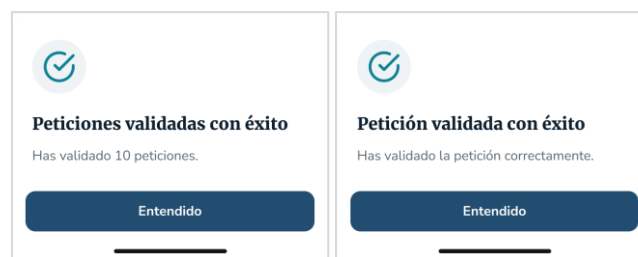 Peticiones validadas con éxito
Has validado 10 peticiones.
Entendido
Petición validada con éxito
Has validado la petición correctamente.
Entendido